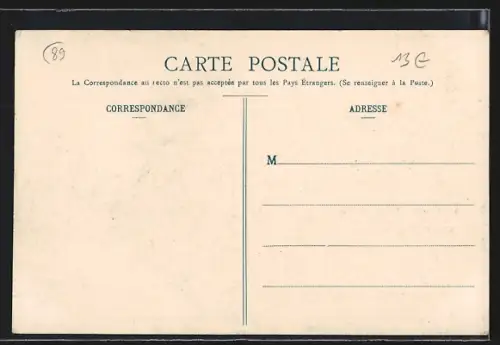 (89
13 €
CARTE POSTALE
La Correspondance au recto n'est pas acceptée par tous les Pays Étrangers. (Se renseigner à la Poste.)
CORRESPONDANCE
ADRESSE
M